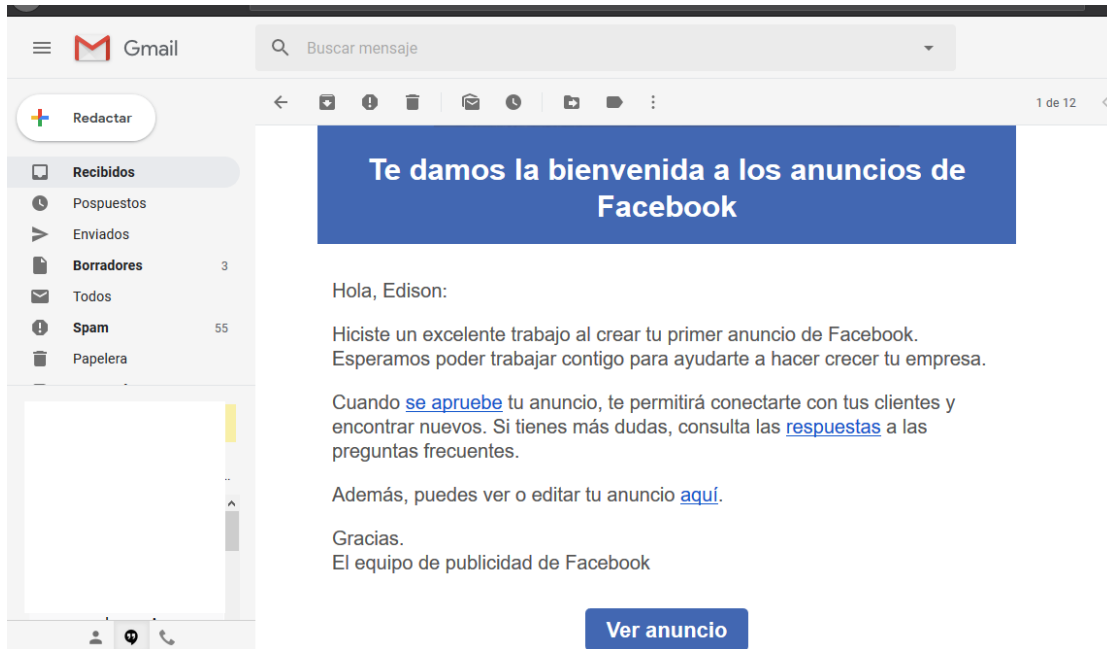 Gmail
Buscar mensaje
Redactar
1 de 12
Recibidos
Pospuestos
Enviados
Borradores 3
Todos
Spam 55
Papelera
Te damos la bienvenida a los anuncios de
Facebook
Hola, Edison:
Hiciste un excelente trabajo al crear tu primer anuncio de Facebook.
Esperamos poder trabajar contigo para ayudarte a hacer crecer tu empresa.
Cuando se apruebe tu anuncio, te permitirá conectarte con tus clientes y
encontrar nuevos. Si tienes más dudas, consulta las respuestas a las
preguntas frecuentes.
Además, puedes ver o editar tu anuncio aquí.
Gracias.
El equipo de publicidad de Facebook
Ver anuncio